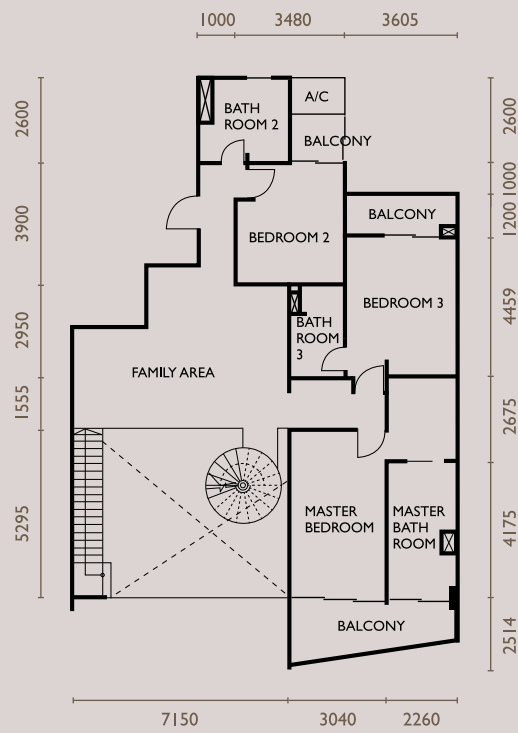 1000 3480 3605
2600
3900
2950
1555
5295
2600
1000
1200
4459
2675
4175
2514
A/C
BATH
ROOM 2
BALCONY
BALCONY
BEDROOM 2
BEDROOM 3
BATH
ROOM
3
FAMILY AREA
MASTER
BEDROOM
MASTER
BATH
ROOM
BALCONY
7150 3040 2260